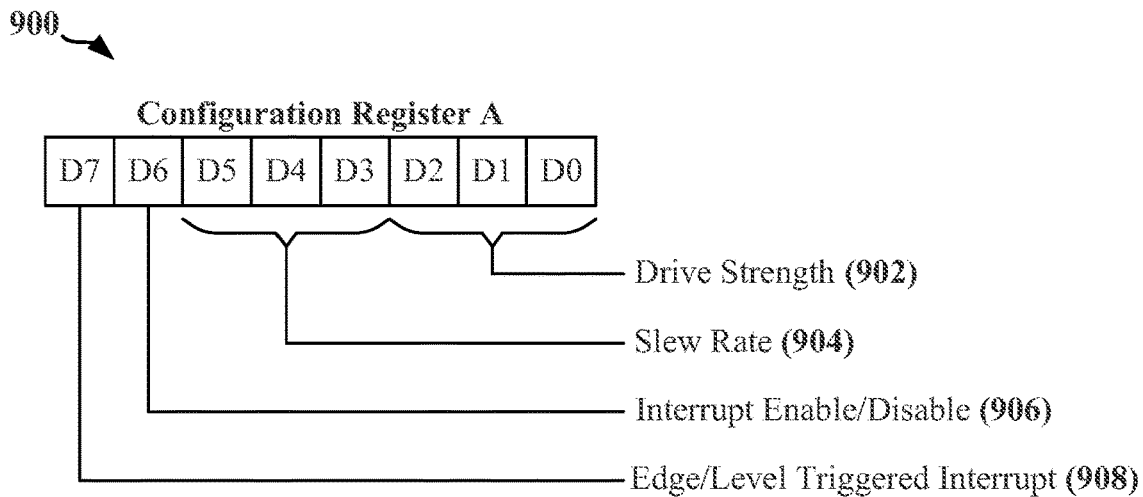 900
Configuration Register A
D7 D6 D5 D4 D3 D2 D1 D0
Drive Strength (902)
Slew Rate (904)
Interrupt Enable/Disable (906)
Edge/Level Triggered Interrupt (908)